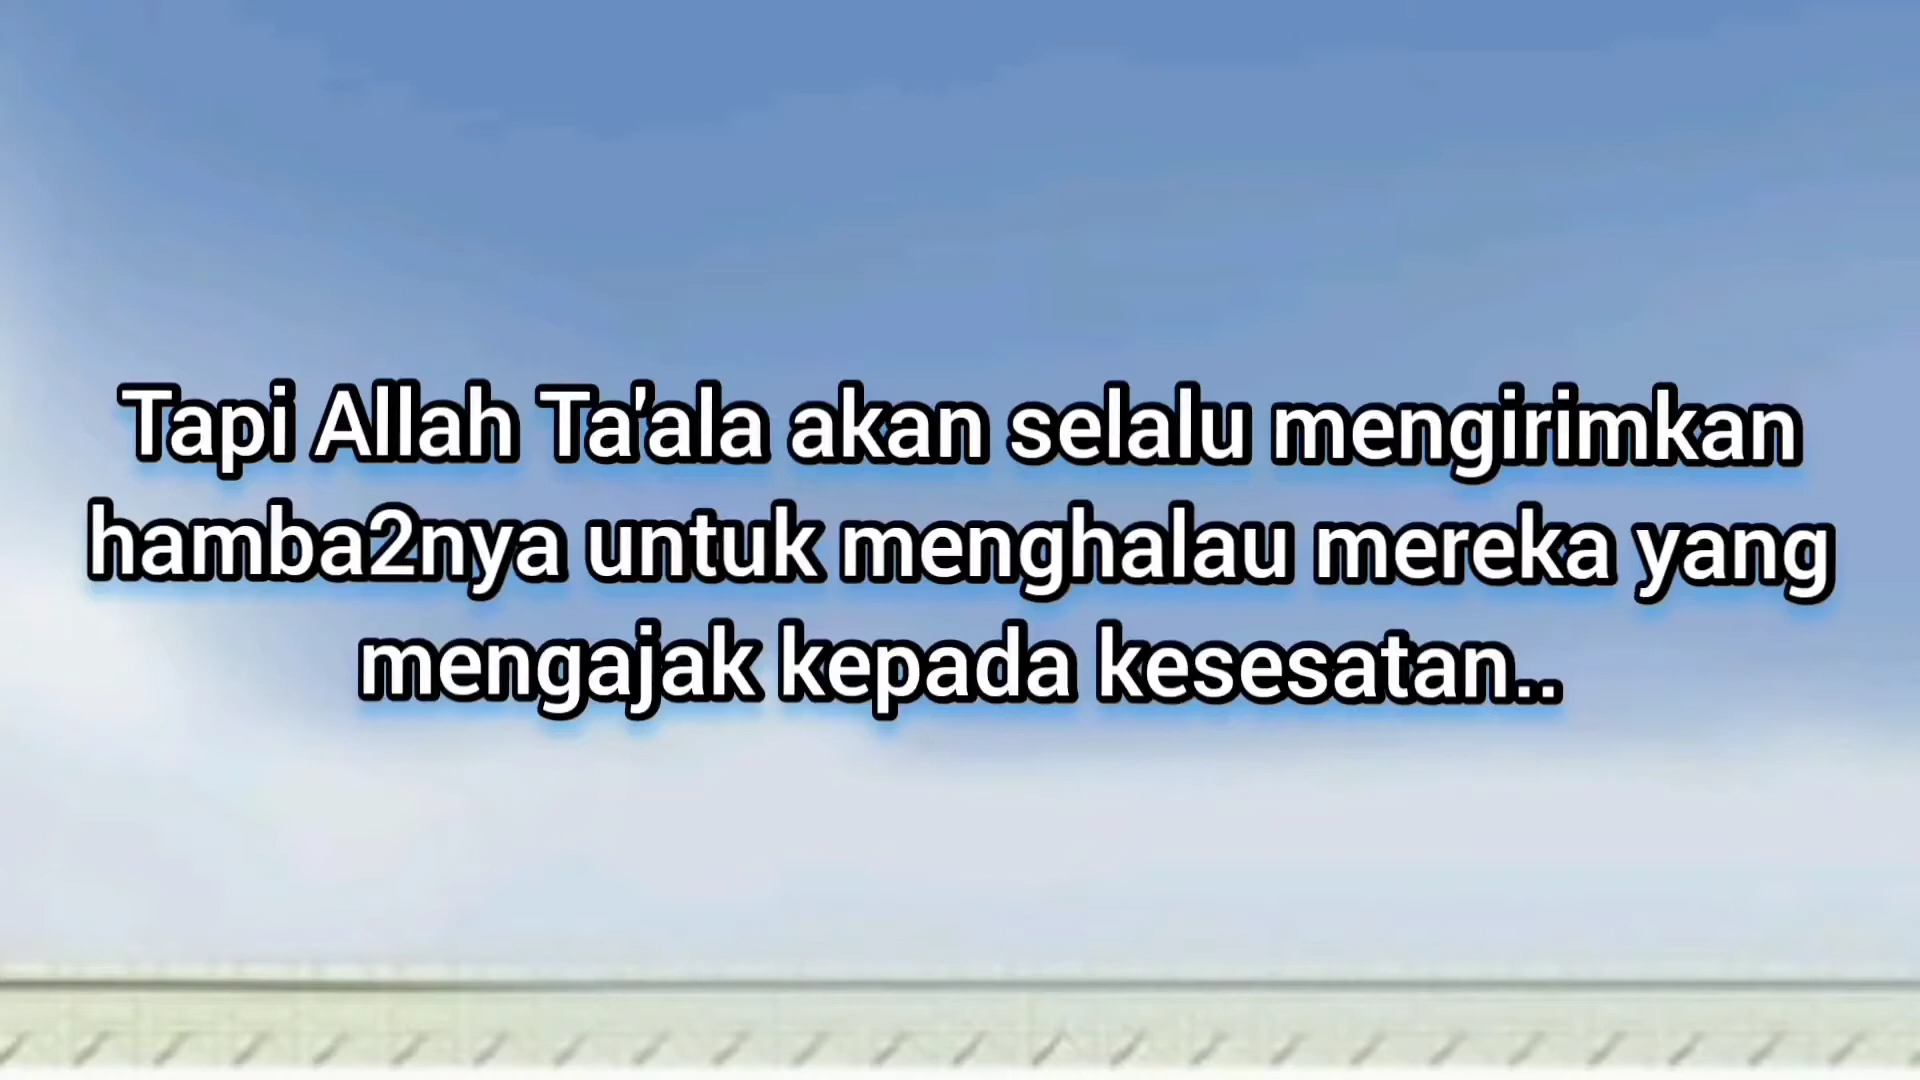 Tapi Allah Ta'ala akan selalu mengirimkan
hamba2nya untuk menghalau mereka yang
mengajak kepada kesesatan..